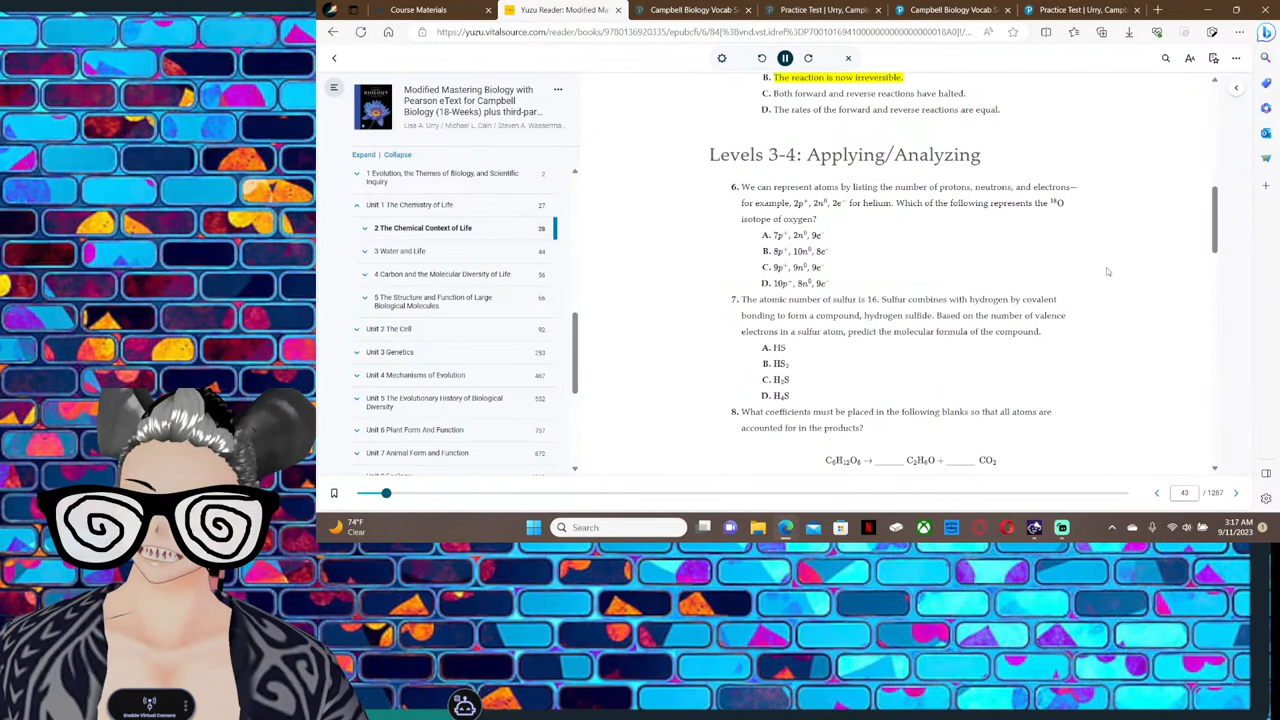 Course Materials
Yuzu Reader: Modified Ma
Campbell Biology Vocab S
Practice Test | Urry, Camp
Campbell Biology Vocab S
Practice Test | Urry, Camp
https://yuzu.vitalsource.com/reader/books/9780136920335/epubcfi/6/84[%3Bvnd.vst.idref%3DP70010169410000000000000000018A0]!/...
Modified Mastering Biology with
Pearson eText for Campbell
Biology (18-Weeks) plus third-par...
Lisa A. Urry / Michael L. Cain / Steven A. Wasserma...
Expand | Collapse
1 Evolution, the Themes of Biology, and Scientific
Inquiry
2
Unit 1 The Chemistry of Life 27
2 The Chemical Context of Life 28
3 Water and Life 44
4 Carbon and the Molecular Diversity of Life 56
5 The Structure and Function of Large
Biological Molecules
66
Unit 2 The Cell 92
Unit 3 Genetics 253
Unit 4 Mechanisms of Evolution 467
Unit 5 The Evolutionary History of Biological
Diversity
552
Unit 6 Plant Form And Function 757
Unit 7 Animal Form and Function 872
B. The reaction is now irreversible.
C. Both forward and reverse reactions have halted.
D. The rates of the forward and reverse reactions are equal.
Levels 3-4: Applying/Analyzing
6. We can represent atoms by listing the number of protons, neutrons, and electrons—
for example, 2p⁺, 2n⁰, 2e⁻ for helium. Which of the following represents the ¹⁸O
isotope of oxygen?
A. 7p⁺, 2n⁰, 9e⁻
B. 8p⁺, 10n⁰, 8e⁻
C. 9p⁺, 9n⁰, 9e⁻
D. 10p⁺, 8n⁰, 9e⁻
7. The atomic number of sulfur is 16. Sulfur combines with hydrogen by covalent
bonding to form a compound, hydrogen sulfide. Based on the number of valence
electrons in a sulfur atom, predict the molecular formula of the compound.
A. HS
B. HS₂
C. H₂S
D. H₄S
8. What coefficients must be placed in the following blanks so that all atoms are
accounted for in the products?
C₆H₁₂O₆ → ______ C₂H₆O + ______ CO₂
43 / 1287
74°F
Clear
Search
3:17 AM
9/11/2023
Enable Virtual Camera